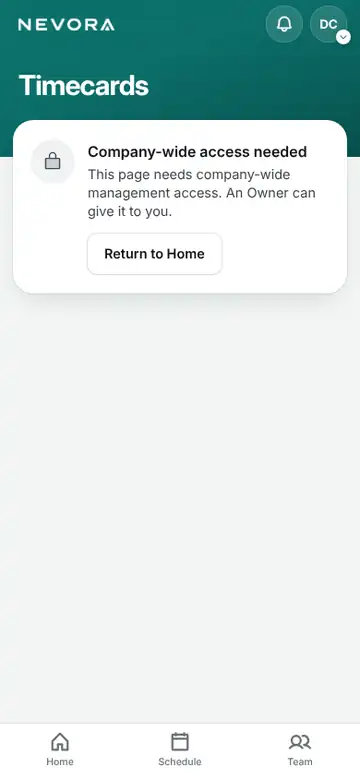 NEVORA
DC
Timecards
Company-wide access needed
This page needs company-wide
management access. An Owner can
give it to you.
Return to Home
Home
Schedule
Team